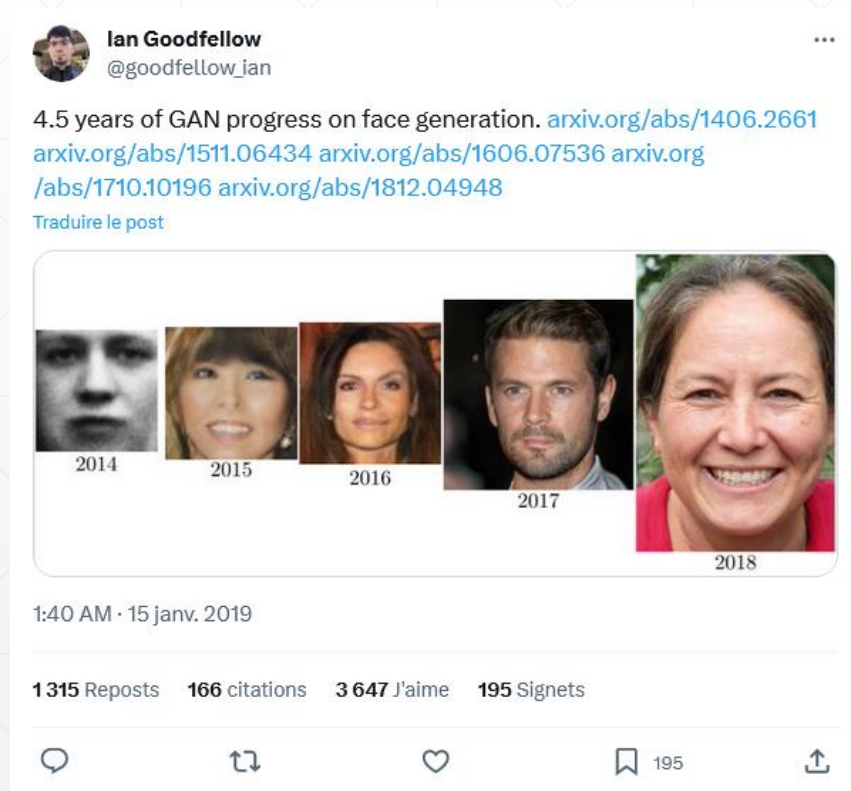 Ian Goodfellow
@goodfellow_ian
4.5 years of GAN progress on face generation. arxiv.org/abs/1406.2661
arxiv.org/abs/1511.06434 arxiv.org/abs/1606.07536 arxiv.org
/abs/1710.10196 arxiv.org/abs/1812.04948
Traduire le post
2014
2015
2016
2017
2018
1:40 AM · 15 janv. 2019
1 315 Reposts 166 citations 3 647 J'aime 195 Signets
195